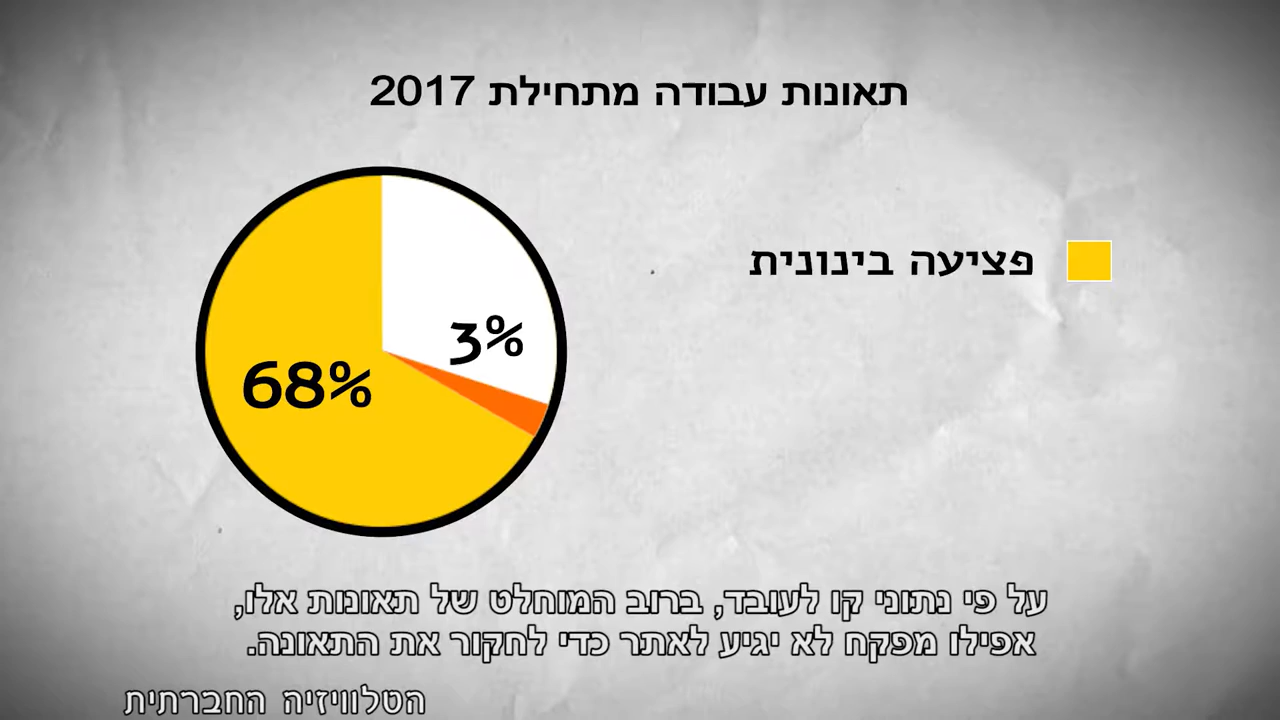 תאונות עבודה מתחילת 2017
פציעה בינונית
3%
68%
על פי נתוני קו לעובד, ברוב המוחלט של תאונות אלו,
אפילו מפקח לא יגיע לאתר כדי לחקור את התאונה.
הטלוויזיה החברתית